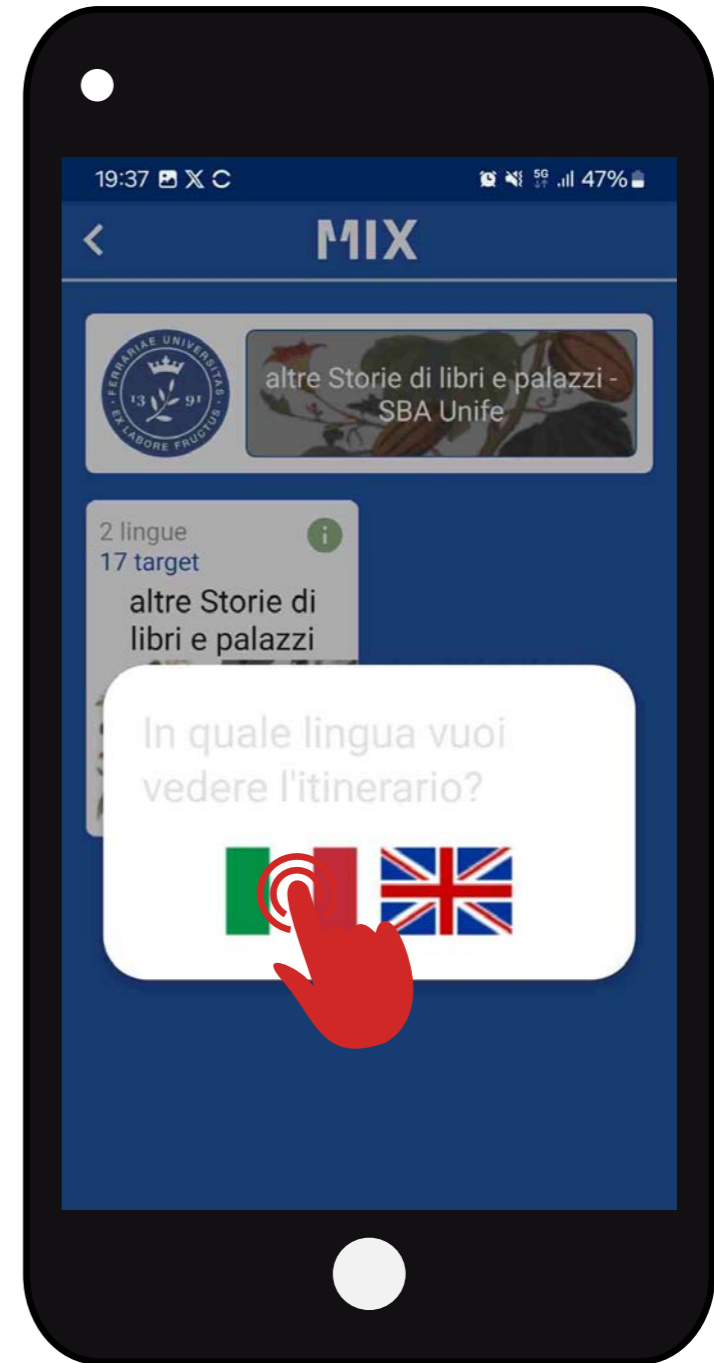 19:37
5G
47%
MIX
FERRARIAE UNIVERSITAS
13 91
EX LABORE FRUCTUS
altre Storie di libri e palazzi -
SBA Unife
2 lingue
17 target
altre Storie di
libri e palazzi
In quale lingua vuoi
vedere l'itinerario?